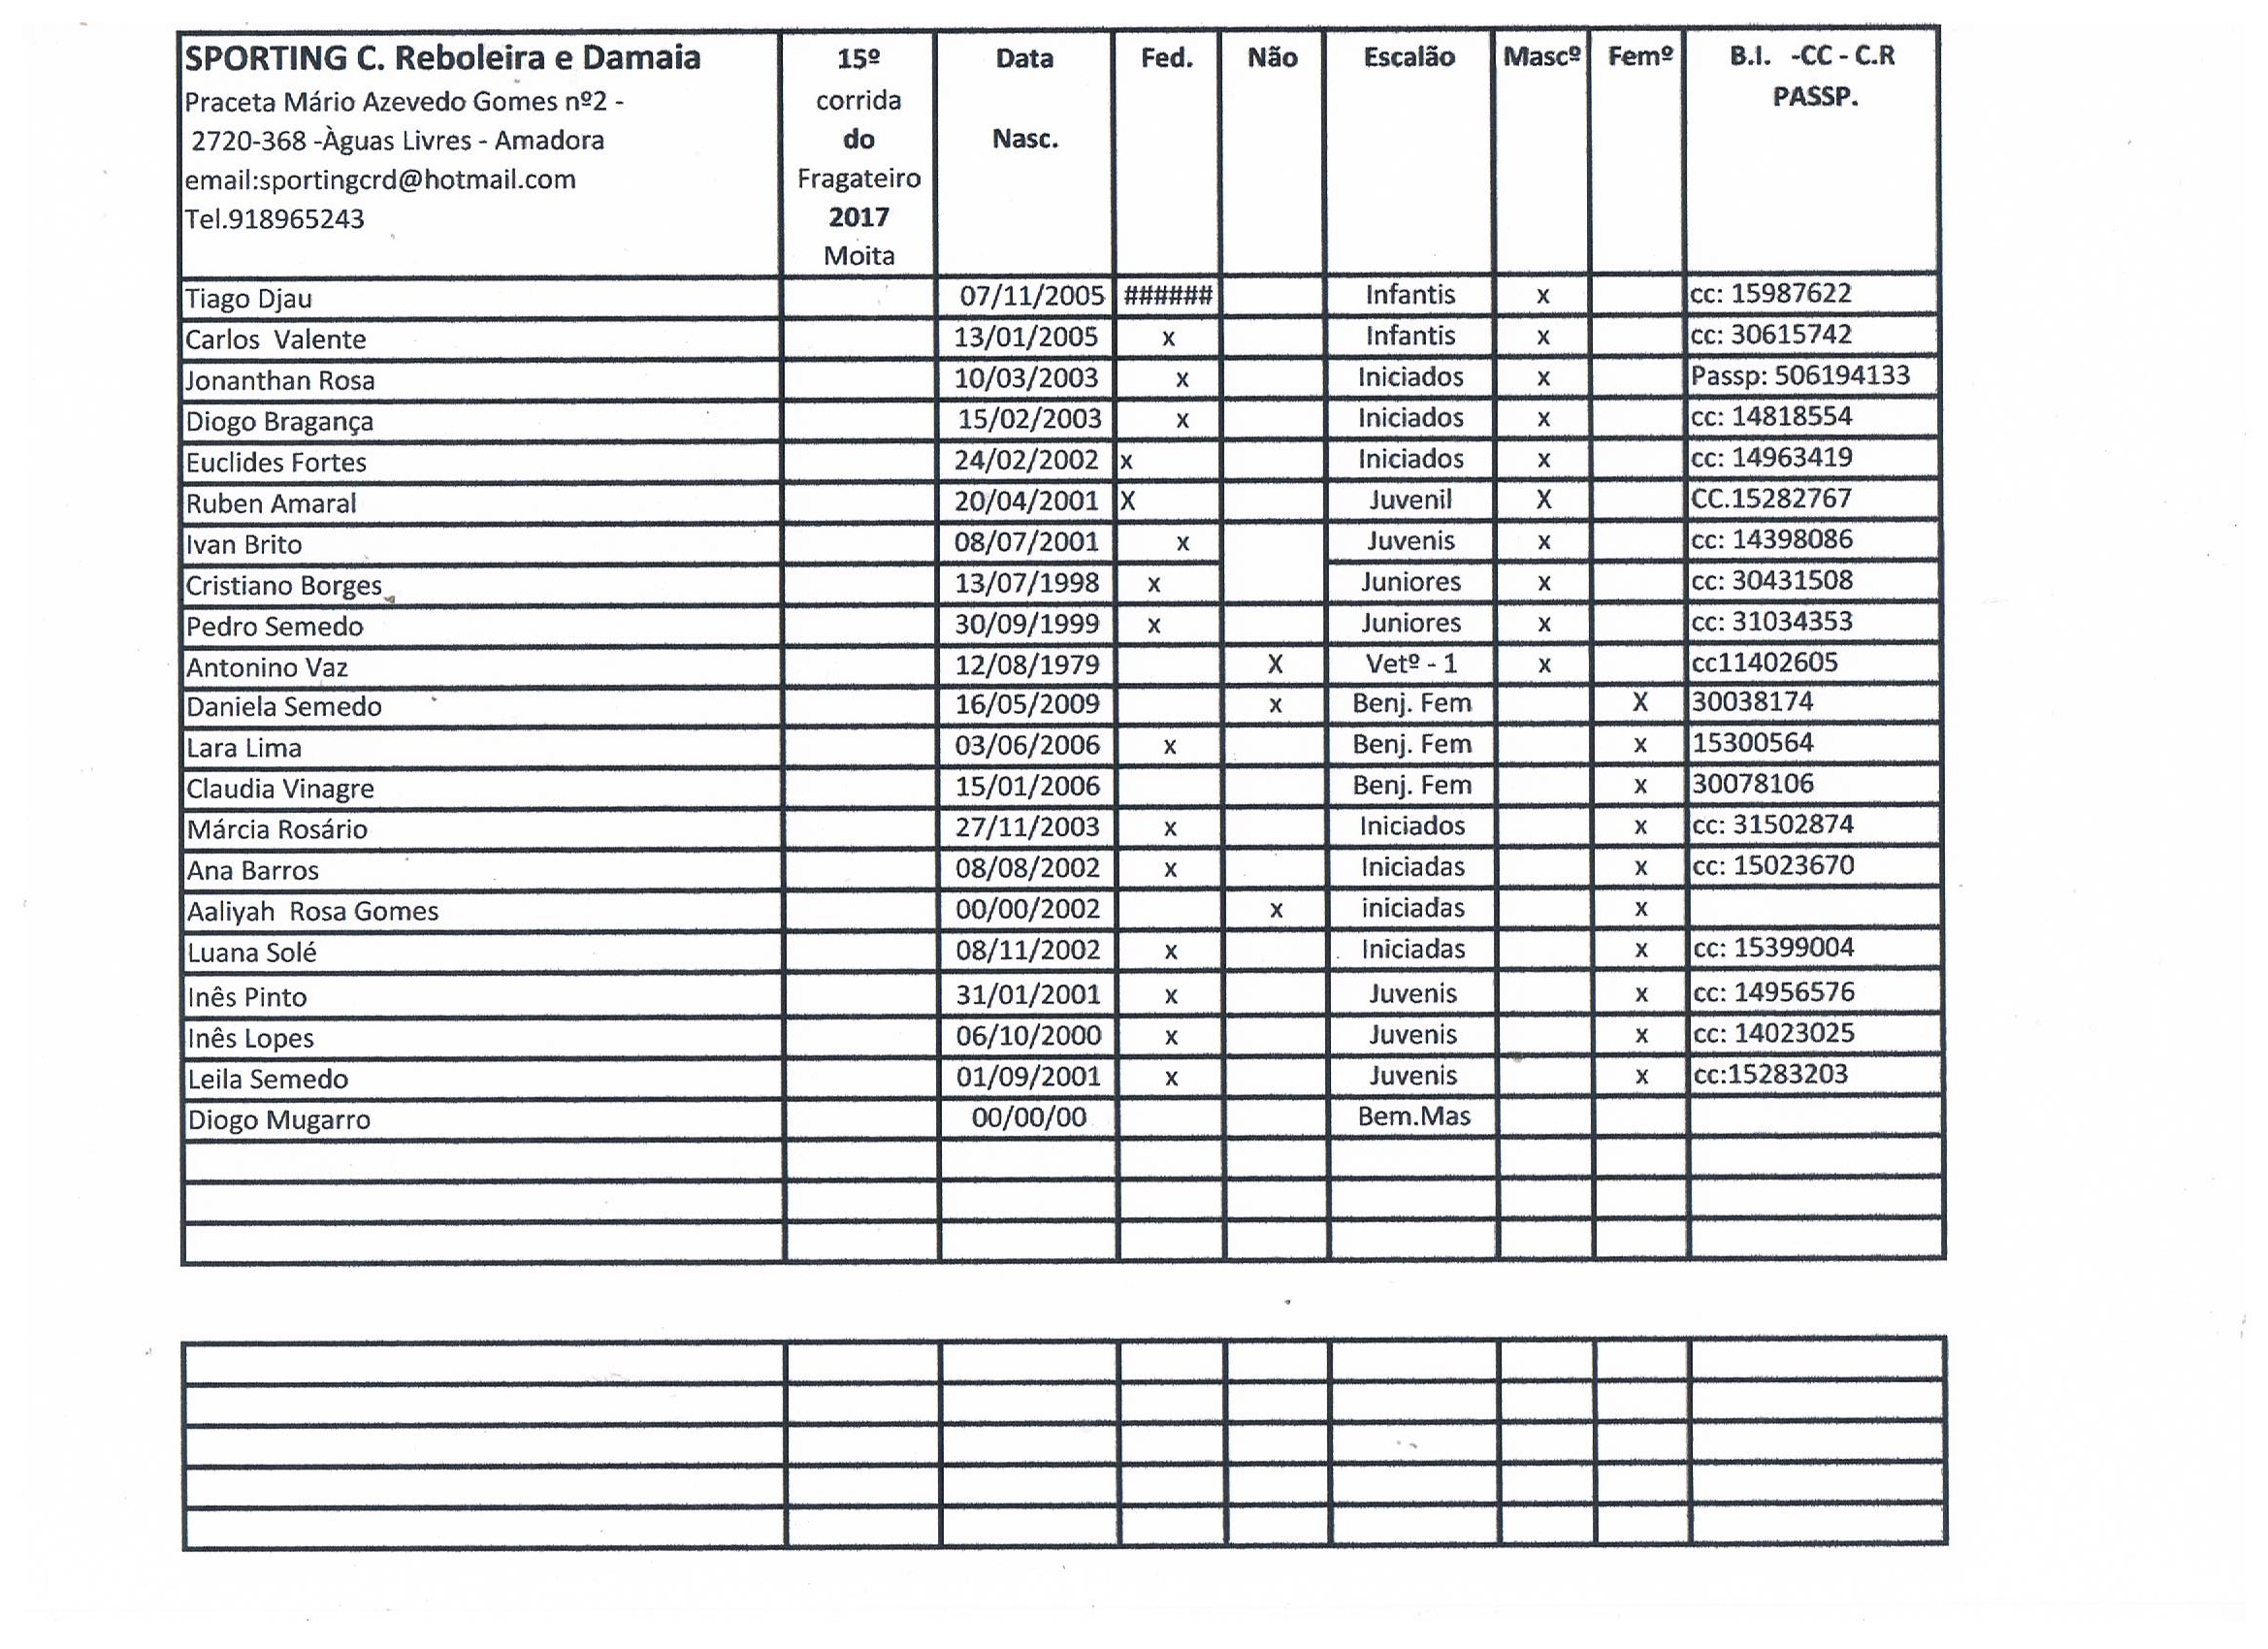 SPORTING C. Reboleira e Damaia
Praceta Mário Azevedo Gomes nº2 -
2720-368 -Àguas Livres - Amadora
email:sportingcrd@hotmail.com
Tel.918965243
15º
corrida
do
Fragateiro
2017
Moita
Data
Nasc.
Fed.
Não
Escalão
Mascº
Femº
B.I. -CC - C.R
PASSP.
Tiago Djau 07/11/2005 ###### Infantis x cc: 15987622
Carlos Valente 13/01/2005 x Infantis x cc: 30615742
Jonanthan Rosa 10/03/2003 x Iniciados x Passp: 506194133
Diogo Bragança 15/02/2003 x Iniciados x cc: 14818554
Euclides Fortes 24/02/2002 x Iniciados x cc: 14963419
Ruben Amaral 20/04/2001 X Juvenil X CC.15282767
Ivan Brito 08/07/2001 x Juvenis x cc: 14398086
Cristiano Borges 13/07/1998 x Juniores x cc: 30431508
Pedro Semedo 30/09/1999 x Juniores x cc: 31034353
Antonino Vaz 12/08/1979 X Vetº - 1 x cc11402605
Daniela Semedo 16/05/2009 x Benj. Fem X 30038174
Lara Lima 03/06/2006 x Benj. Fem x 15300564
Claudia Vinagre 15/01/2006 Benj. Fem x 30078106
Márcia Rosário 27/11/2003 x Iniciados x cc: 31502874
Ana Barros 08/08/2002 x Iniciadas x cc: 15023670
Aaliyah Rosa Gomes 00/00/2002 x iniciadas x
Luana Solé 08/11/2002 x Iniciadas x cc: 15399004
Inês Pinto 31/01/2001 x Juvenis x cc: 14956576
Inês Lopes 06/10/2000 x Juvenis x cc: 14023025
Leila Semedo 01/09/2001 x Juvenis x cc:15283203
Diogo Mugarro 00/00/00 Bem.Mas